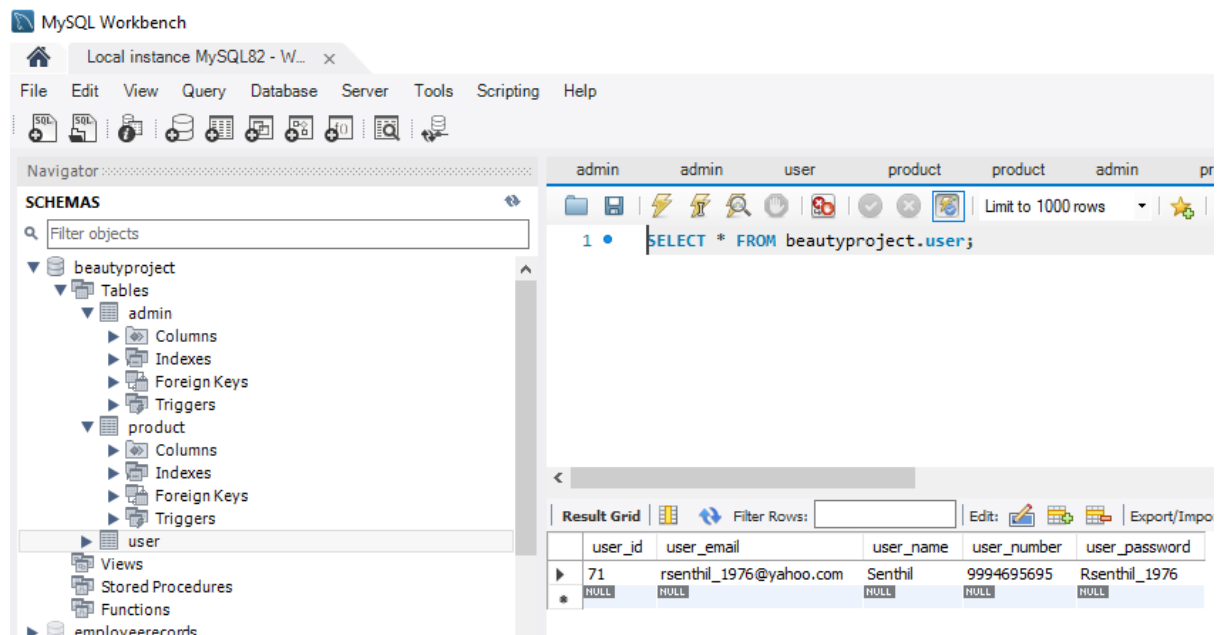 MySQL Workbench
Local instance MySQL82 - W...
File Edit View Query Database Server Tools Scripting Help
SQL SQL
Navigator
SCHEMAS
Filter objects
beautyproject
Tables
admin
Columns
Indexes
Foreign Keys
Triggers
product
Columns
Indexes
Foreign Keys
Triggers
user
Views
Stored Procedures
Functions
employeerecords
admin admin user product product admin pr
Limit to 1000 rows
1 SELECT * FROM beautyproject.user;
Result Grid Filter Rows: Edit: Export/Impo
user_id user_email user_name user_number user_password
71 rsenthil_1976@yahoo.com Senthil 9994695695 Rsenthil_1976
NULL NULL NULL NULL NULL